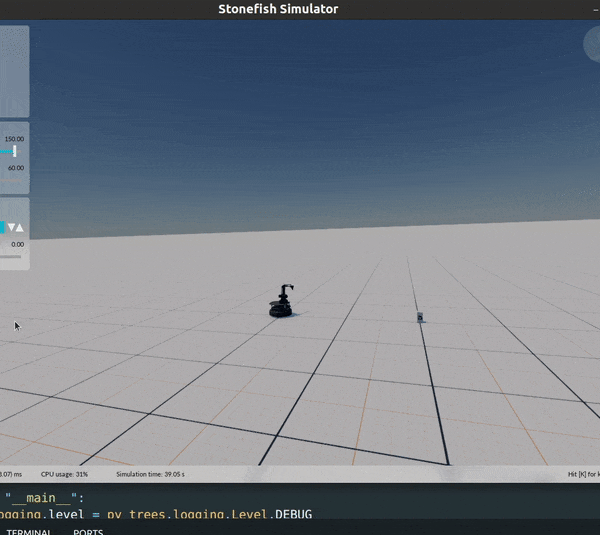 Stonefish Simulator
150.00
60.00
0.00
ms CPU usage: 31% Simulation time: 39.05 s Hit [K] for k
"__main__":
ogging.level = py_trees.logging.Level.DEBUG
TERMINAL PORTS